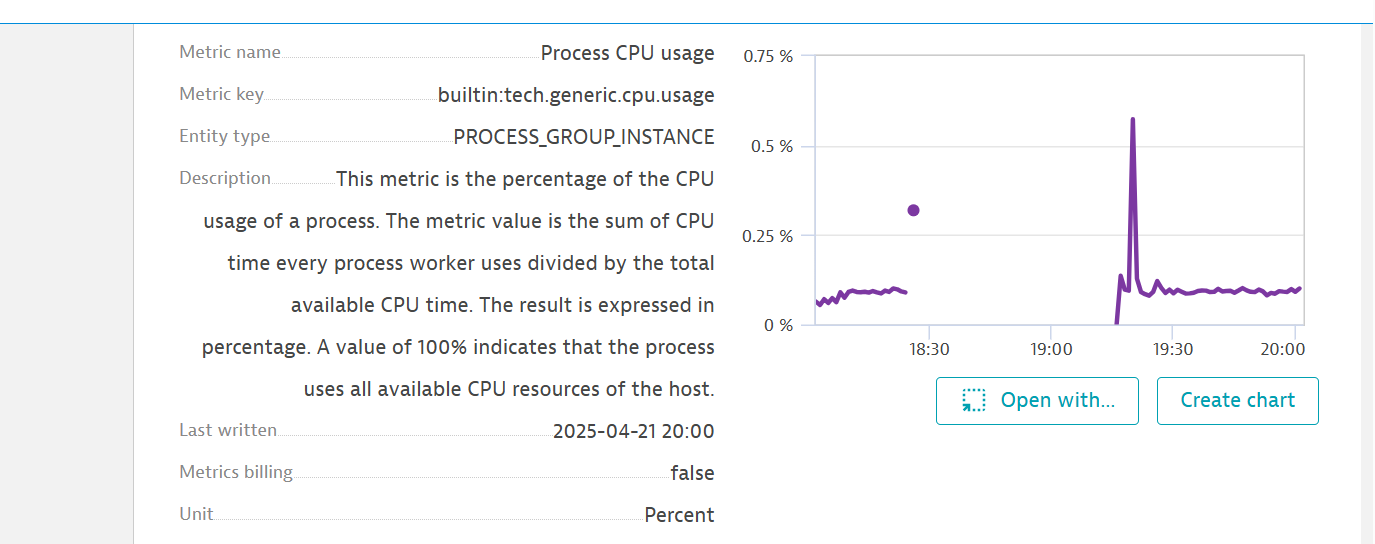 Metric name Process CPU usage
Metric key builtin:tech.generic.cpu.usage
Entity type PROCESS_GROUP_INSTANCE
Description This metric is the percentage of the CPU
usage of a process. The metric value is the sum of CPU
time every process worker uses divided by the total
available CPU time. The result is expressed in
percentage. A value of 100% indicates that the process
uses all available CPU resources of the host.
Last written 2025-04-21 20:00
Metrics billing false
Unit Percent
0.75 %
0.5 %
0.25 %
0 %
18:30 19:00 19:30 20:00
Open with... Create chart